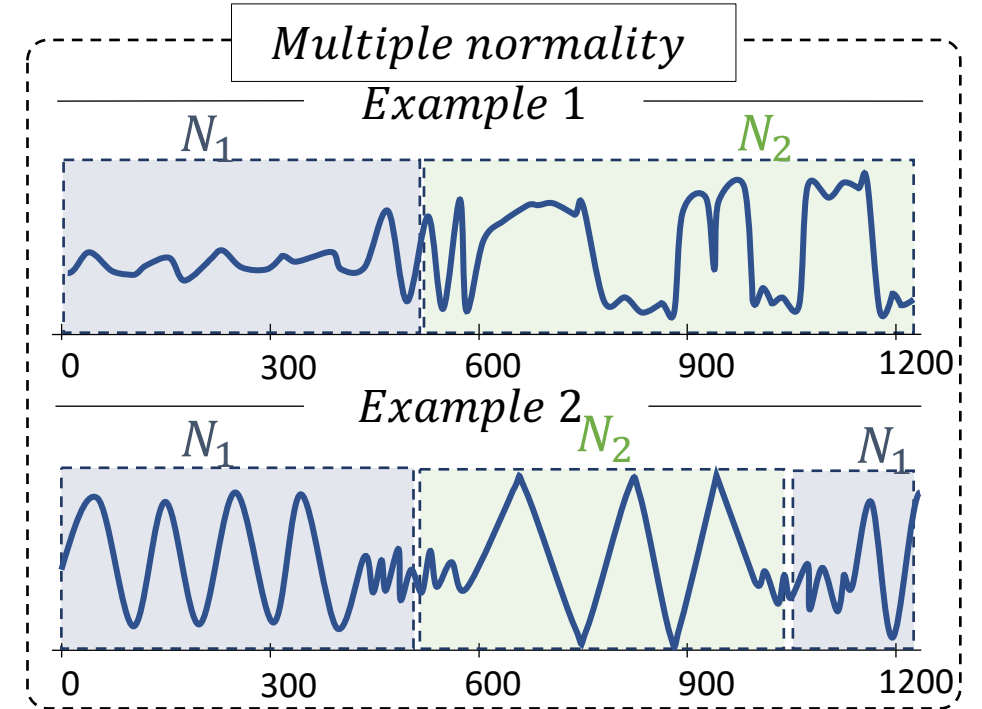 Multiple normality
Example 1
N₁ N₂
0 300 600 900 1200
Example 2
N₁ N₂ N₁
0 300 600 900 1200